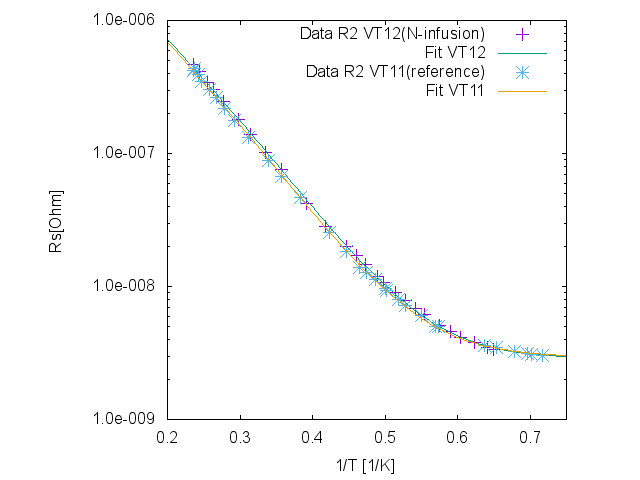 1.0e-006
Data R2 VT12(N-infusion)
Fit VT12
Data R2 VT11(reference)
Fit VT11
1.0e-007
Rs[Ohm]
1.0e-008
1.0e-009
0.2 0.3 0.4 0.5 0.6 0.7
1/T [1/K]